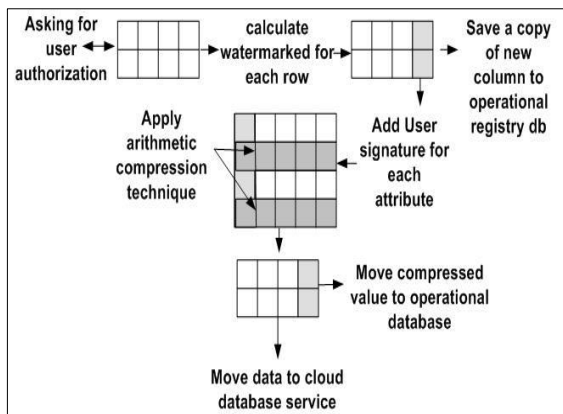 Asking for
user
authorization
calculate
watermarked for
each row
Save a copy
of new
column to
operational
registry db
Apply
arithmetic
compression
technique
Add User
signature for
each
attribute
Move compressed
value to operational
database
Move data to cloud
database service